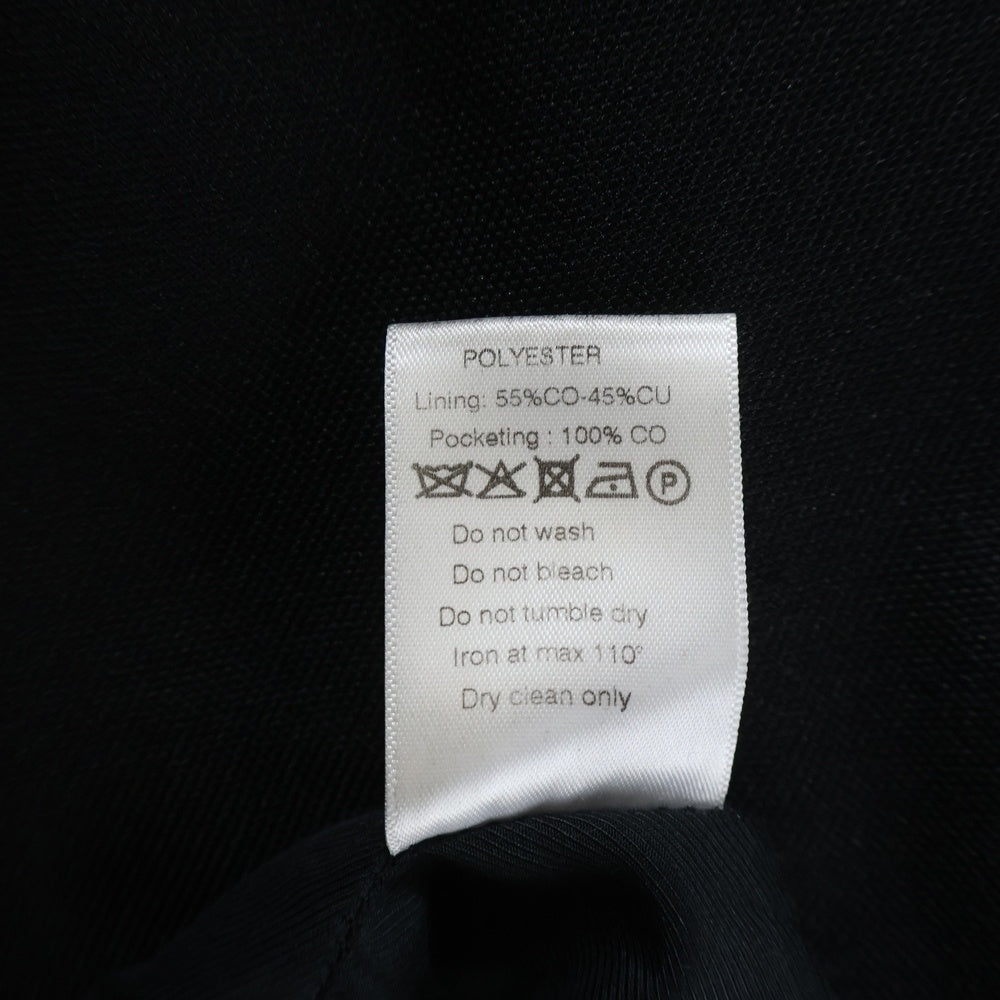 POLYESTER
Lining: 55%CO-45%CU
Pocketing : 100% CO
P
Do not wash
Do not bleach
Do not tumble dry
Iron at max 110°
Dry clean only